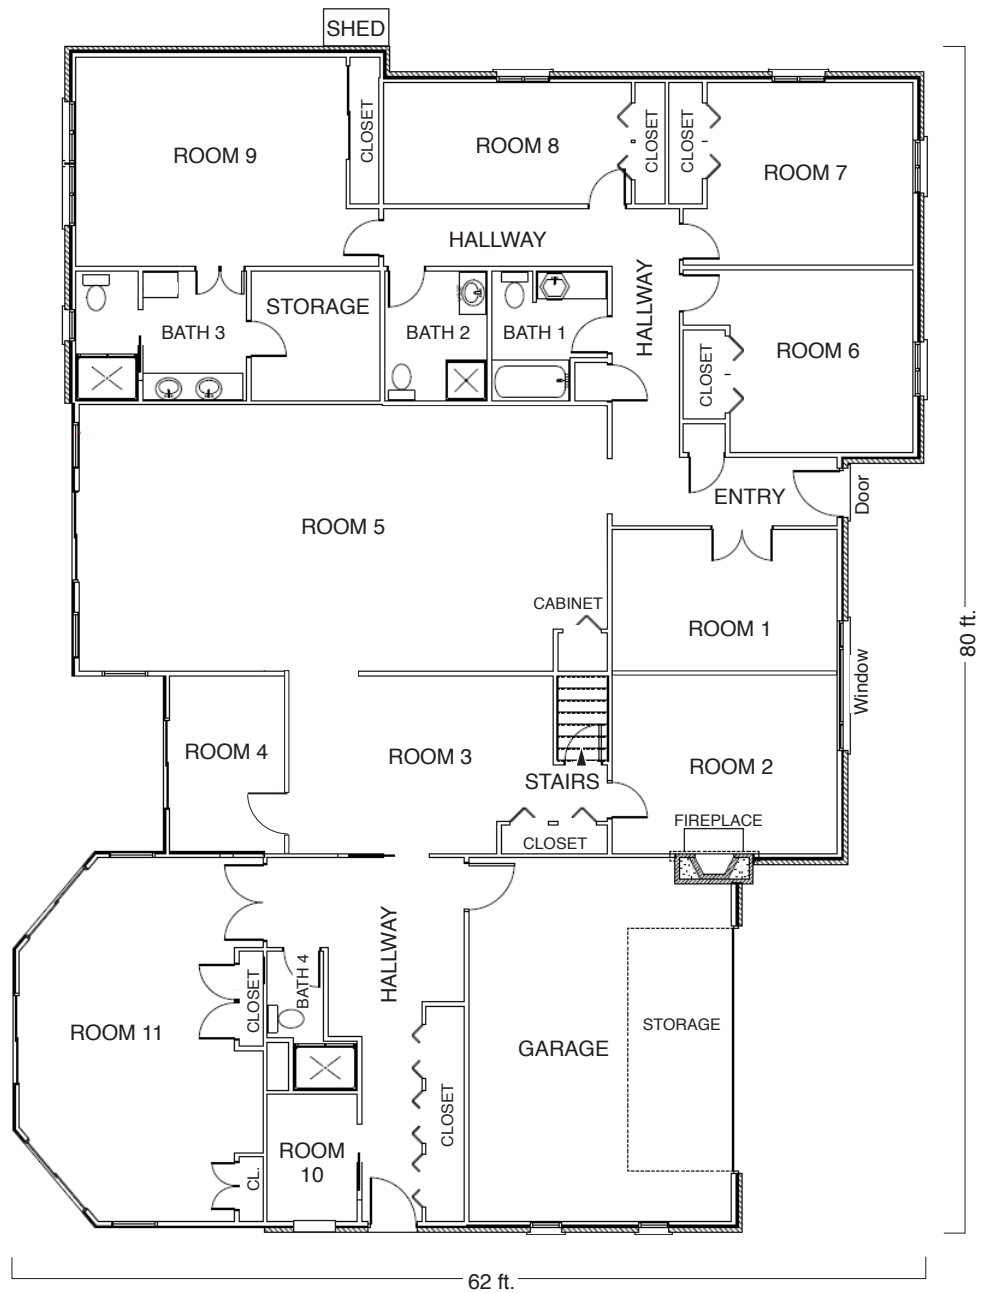 SHED
ROOM 9
CLOSET
ROOM 8
CLOSET
CLOSET
ROOM 7
HALLWAY
HALLWAY
STORAGE
BATH 3
BATH 2
BATH 1
CLOSET
ROOM 6
ENTRY
Door
ROOM 5
CABINET
ROOM 1
80 ft.
Window
ROOM 4
ROOM 3
STAIRS
ROOM 2
FIREPLACE
CLOSET
HALLWAY
BATH 4
CLOSET
ROOM 11
GARAGE
STORAGE
CLOSET
ROOM
10
CL.
62 ft.